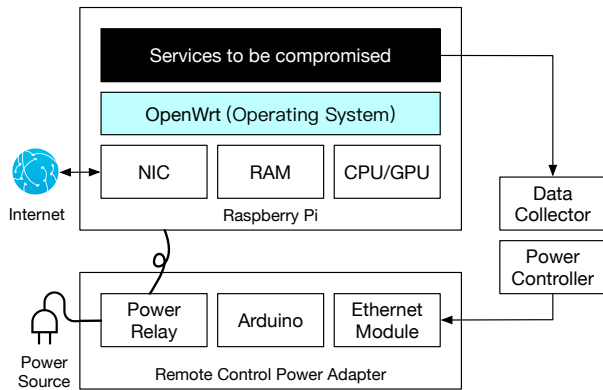 Services to be compromised
OpenWrt (Operating System)
NIC
RAM
CPU/GPU
Raspberry Pi
Internet
Data
Collector
Power
Controller
Power
Relay
Arduino
Ethernet
Module
Remote Control Power Adapter
Power
Source